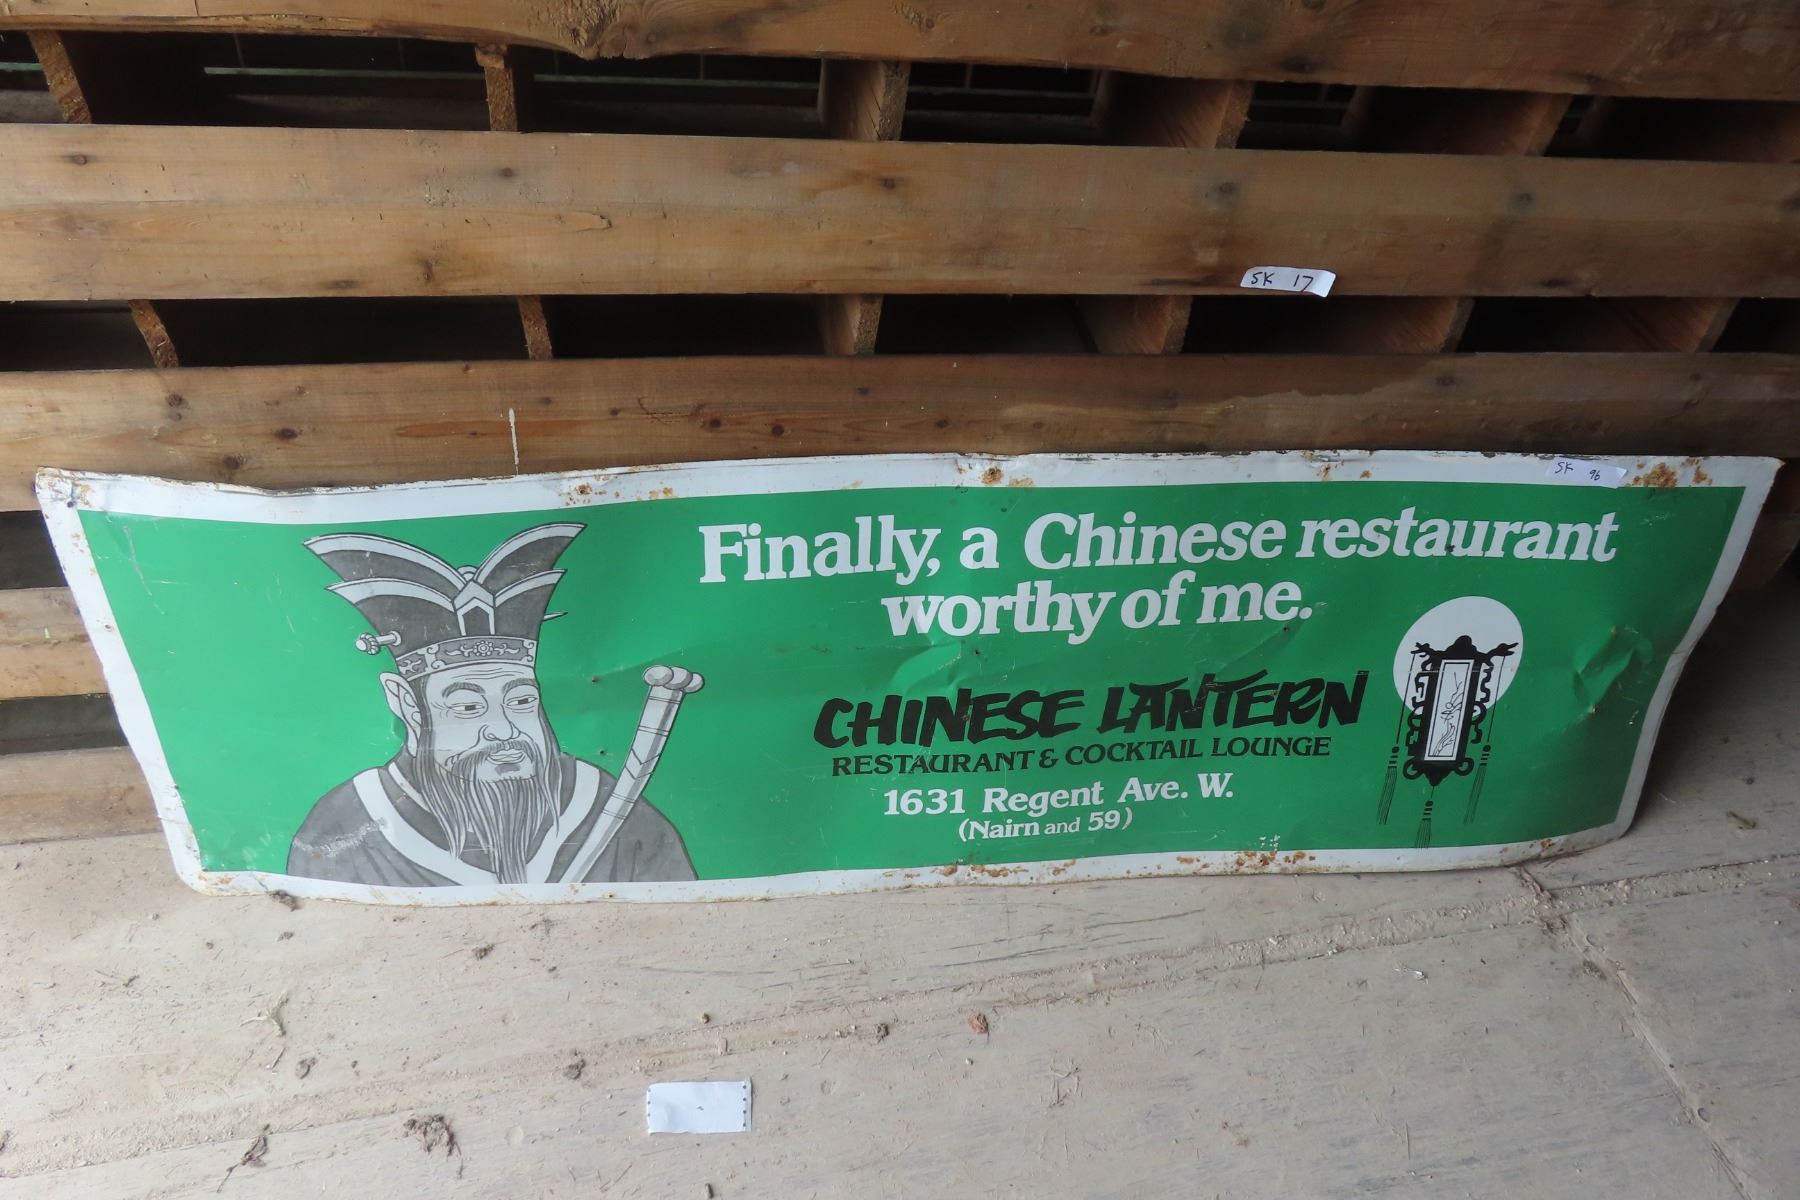 SK 17
SK 96
Finally, a Chinese restaurant
worthy of me.
CHINESE LANTERN
RESTAURANT & COCKTAIL LOUNGE
1631 Regent Ave. W.
(Nairn and 59)